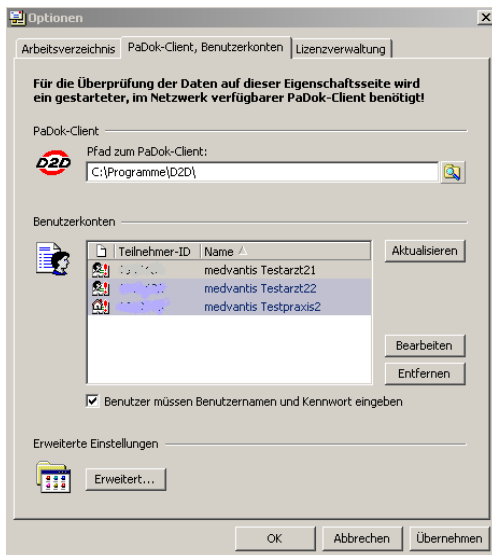 Optionen
Arbeitsverzeichnis PaDok-Client, Benutzerkonten Lizenzverwaltung
Für die Überprüfung der Daten auf dieser Eigenschaftsseite wird
ein gestarteter, im Netzwerk verfügbarer PaDok-Client benötigt!
PaDok-Client
D2D
Pfad zum PaDok-Client:
C:\Programme\D2D\
Benutzerkonten
Teilnehmer-ID Name
Aktualisieren
medvantis Testarzt21
medvantis Testarzt22
medvantis Testpraxis2
Bearbeiten
Entfernen
Benutzer müssen Benutzernamen und Kennwort eingeben
Erweiterte Einstellungen
Erweitert...
OK Abbrechen Übernehmen